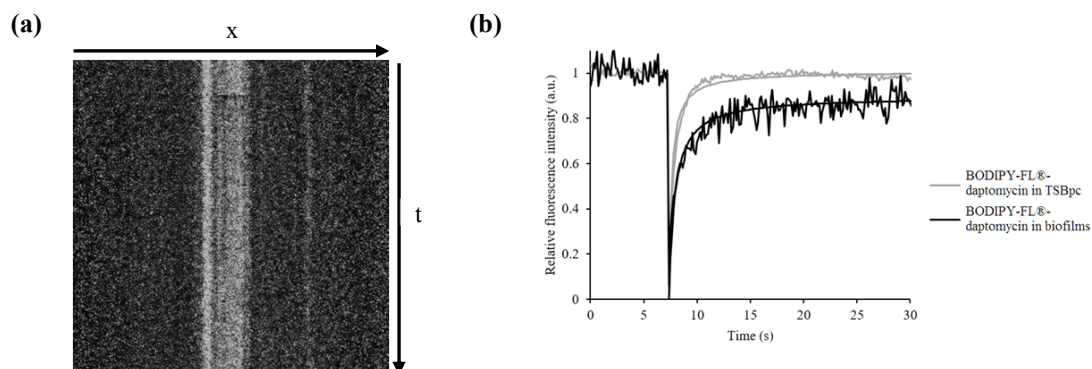 (a)
x
t
(b)
Relative fluorescence intensity (a.u.)
1
0.8
0.6
0.4
0.2
0
0
5
10
15
20
25
30
Time (s)
BODIPY-FL®-
daptomycin in TSBpc
BODIPY-FL®-
daptomycin in biofilms